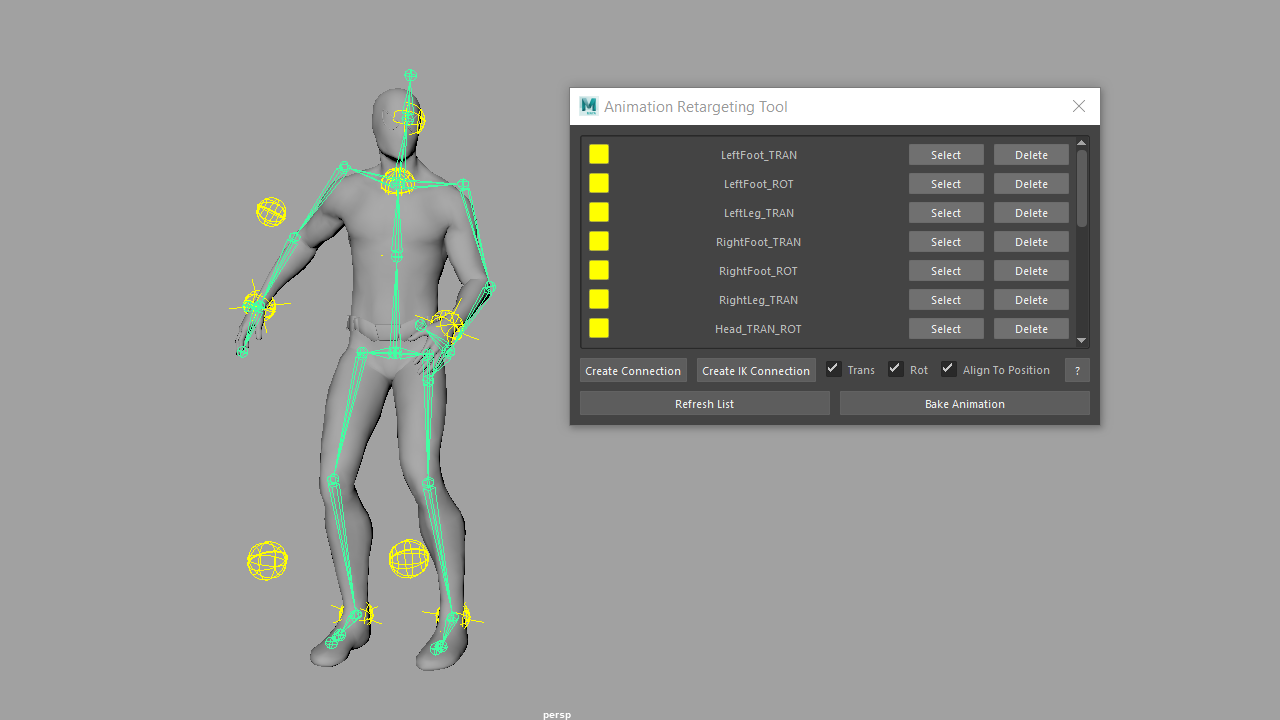 Animation Retargeting Tool
LeftFoot_TRAN Select Delete
LeftFoot_ROT Select Delete
LeftLeg_TRAN Select Delete
RightFoot_TRAN Select Delete
RightFoot_ROT Select Delete
RightLeg_TRAN Select Delete
Head_TRAN_ROT Select Delete
Create Connection Create IK Connection Trans Rot Align To Position ?
Refresh List Bake Animation
persp